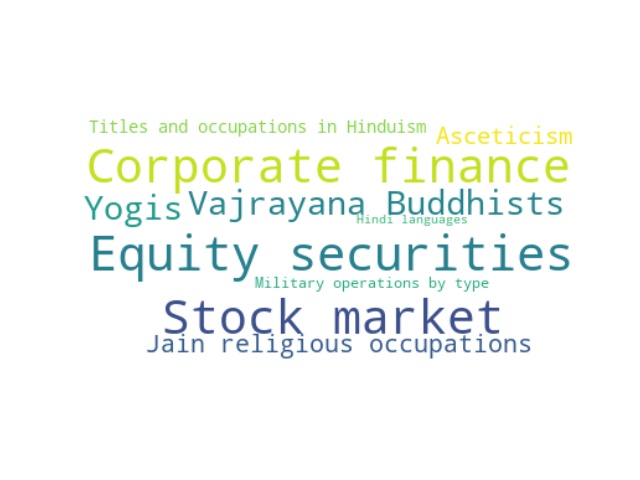 Titles and occupations in Hinduism
Asceticism
Corporate finance
Yogis
Vajrayana Buddhists
Hindi languages
Equity securities
Military operations by type
Stock market
Jain religious occupations